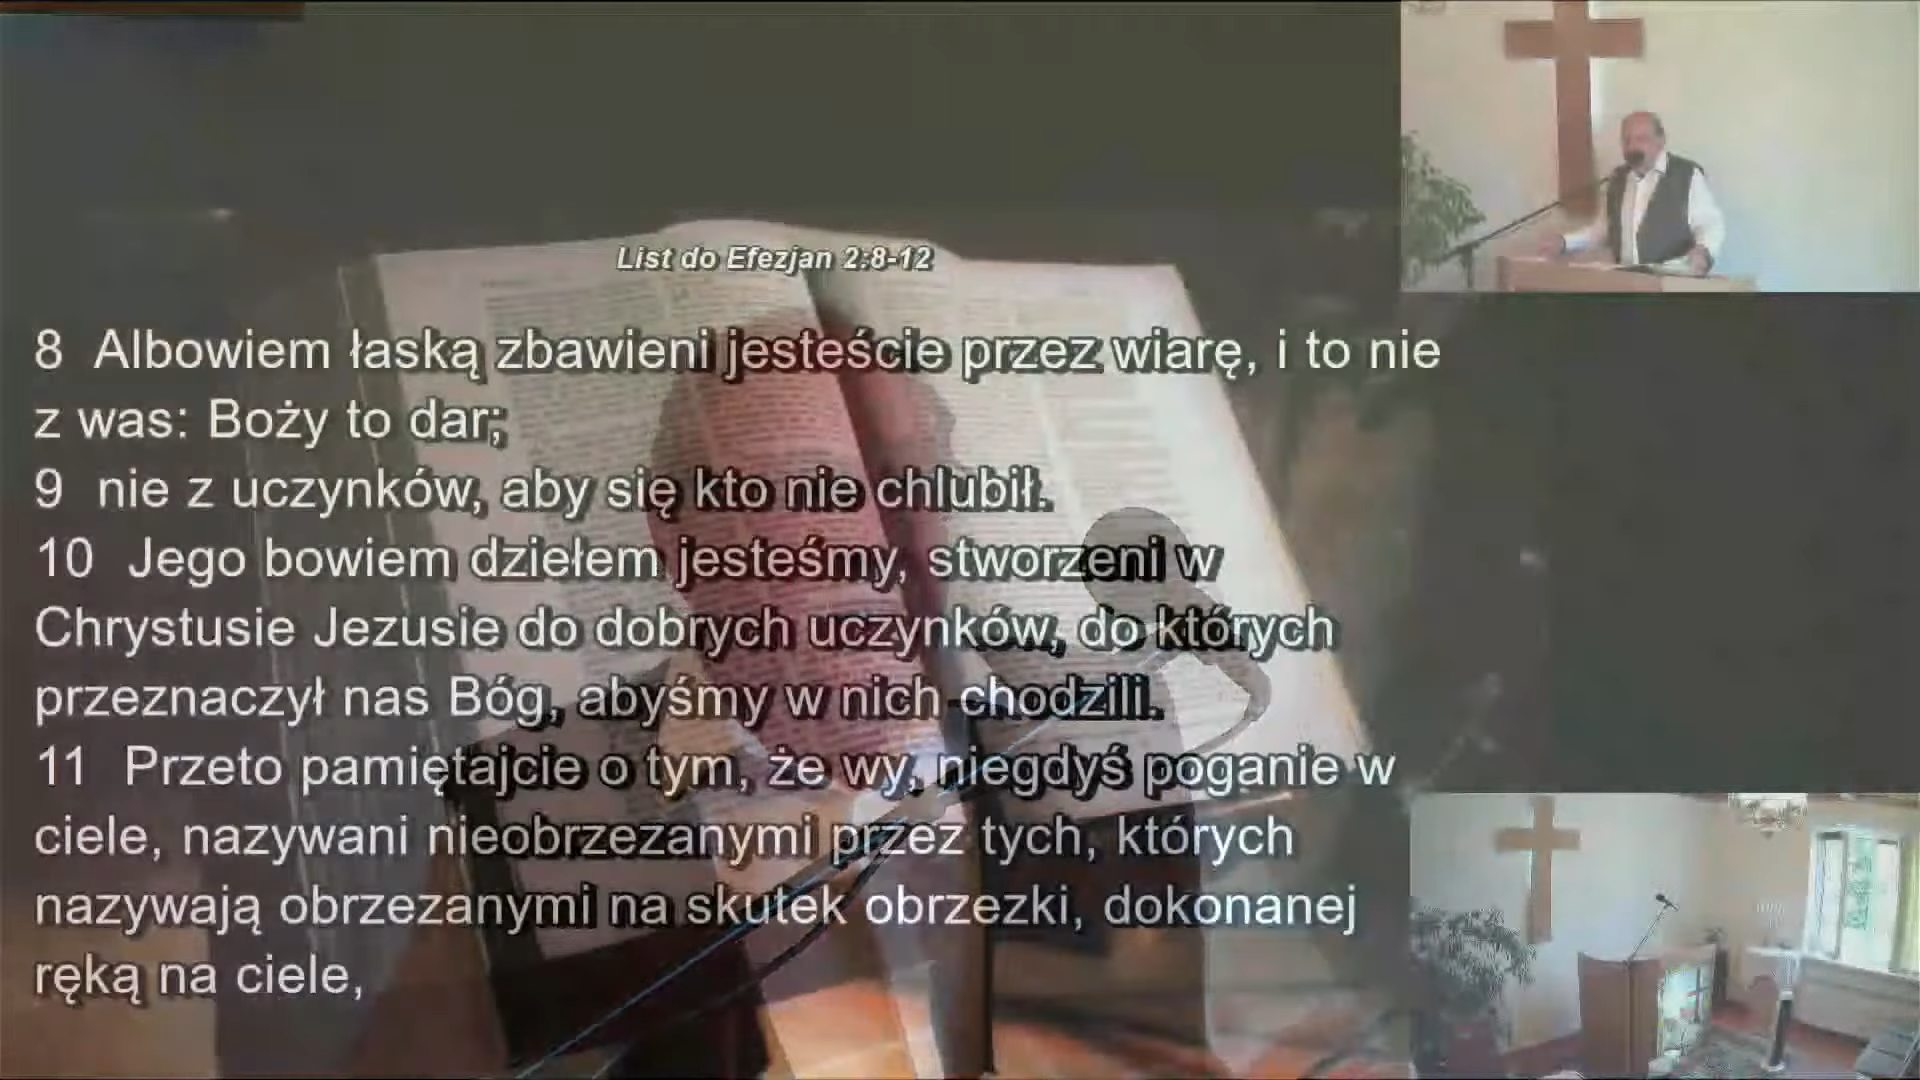 List do Efezjan 2:8-12
8 Albowiem łaską zbawieni jesteście przez wiarę, i to nie
z was: Boży to dar;
9 nie z uczynków, aby się kto nie chlubił.
10 Jego bowiem dziełem jesteśmy, stworzeni w
Chrystusie Jezusie do dobrych uczynków, do których
przeznaczył nas Bóg, abyśmy w nich chodzili.
11 Przeto pamiętajcie o tym, że wy, niegdyś poganie w
ciele, nazywani nieobrzezanymi przez tych, których
nazywają obrzezanymi na skutek obrzezki, dokonanej
ręką na ciele,